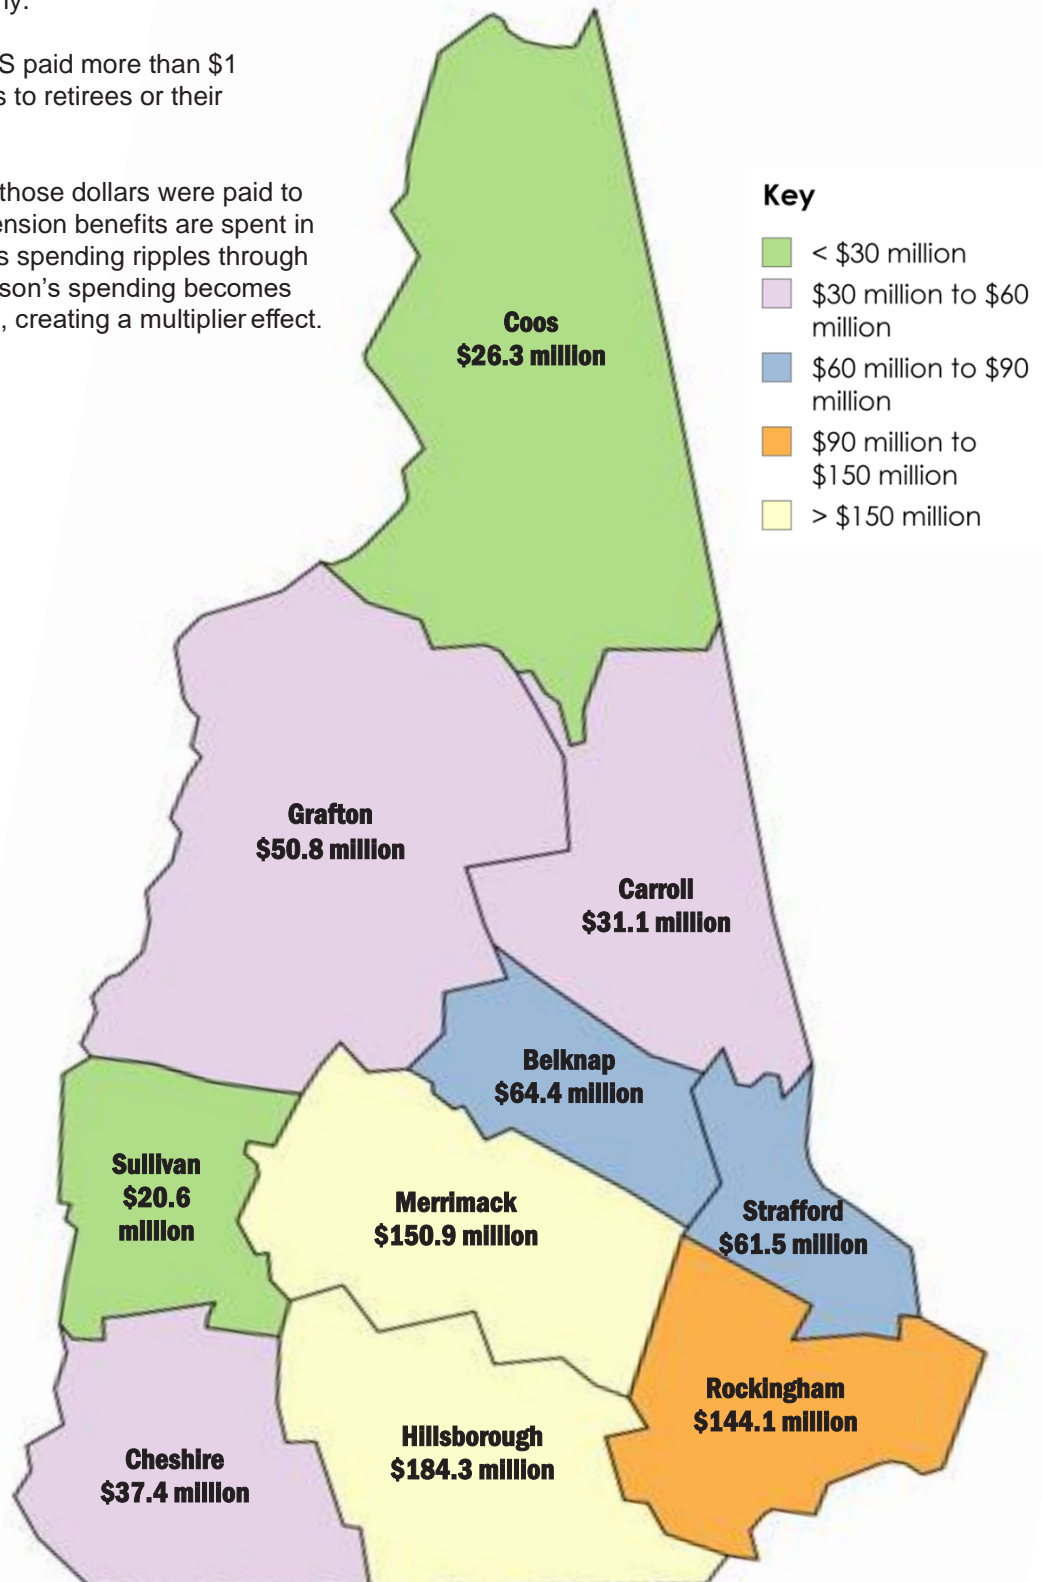 ny.
S paid more than $1
s to retirees or their
those dollars were paid to
ension benefits are spent in
s spending ripples through
son's spending becomes
, creating a multiplier effect.
Key
< $30 million
$30 million to $60
million
$60 million to $90
million
$90 million to
$150 million
> $150 million
Coos
$26.3 million
Grafton
$50.8 million
Carroll
$31.1 million
Belknap
$64.4 million
Sullivan
$20.6
million
Merrimack
$150.9 million
Strafford
$61.5 million
Rockingham
$144.1 million
Hillsborough
$184.3 million
Cheshire
$37.4 million